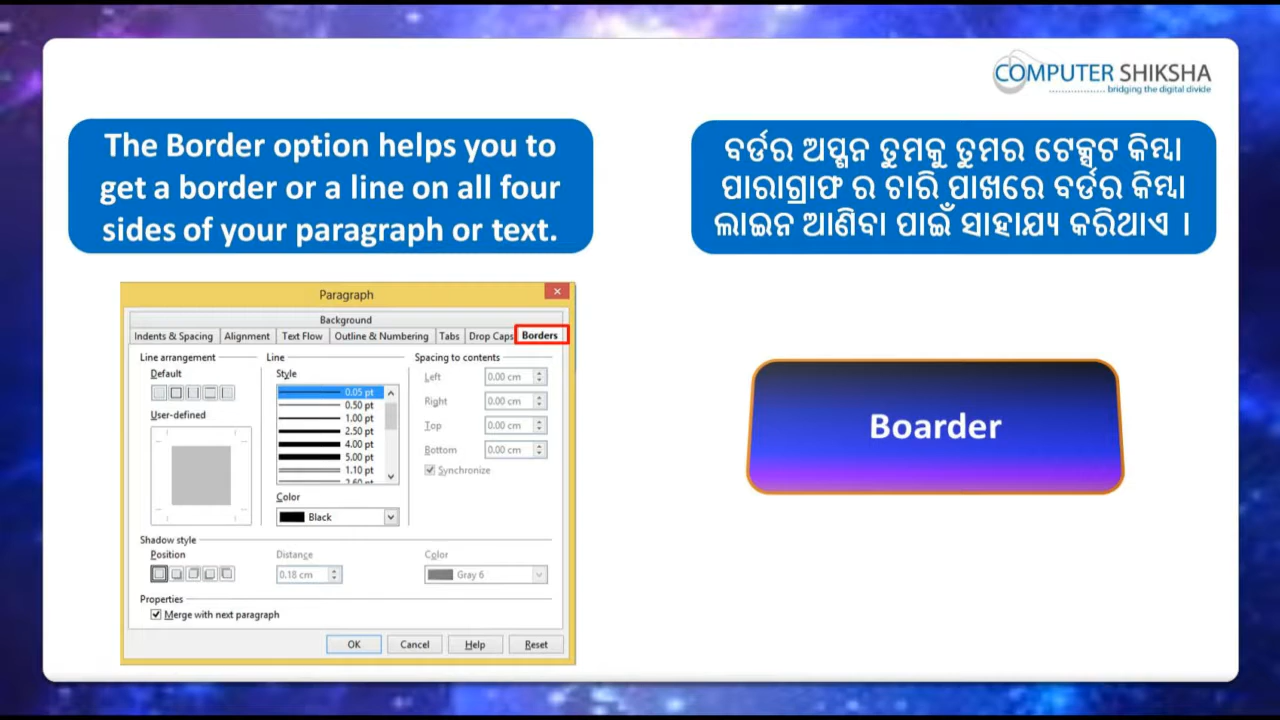 COMPUTER SHIKSHA
bridging the digital divide
The Border option helps you to
get a border or a line on all four
sides of your paragraph or text.
ବର୍ଡର ଅପ୍ସନ ତୁମକୁ ତୁମର ଟେକ୍ସଟ କିମ୍ବା
ପାରାଗ୍ରାଫ ର ଚାରି ପାଖରେ ବର୍ଡର କିମ୍ବା
ଲାଇନ ଆଣିବା ପାଇଁ ସାହାଯ୍ୟ କରିଥାଏ ।
Paragraph
Background
Indents & Spacing Alignment Text Flow Outline & Numbering Tabs Drop Caps Borders
Line arrangement Line Spacing to contents
Default Style Left 0.00 cm
0.05 pt
0.50 pt
Right 0.00 cm
User-defined 1.00 pt
Top 0.00 cm
2.50 pt
4.00 pt
Bottom 0.00 cm
5.00 pt
1.10 pt Synchronize
2.60 pt
Color
Black
Shadow style
Position Distance Color
0.18 cm Gray 6
Properties
Merge with next paragraph
OK Cancel Help Reset
Boarder